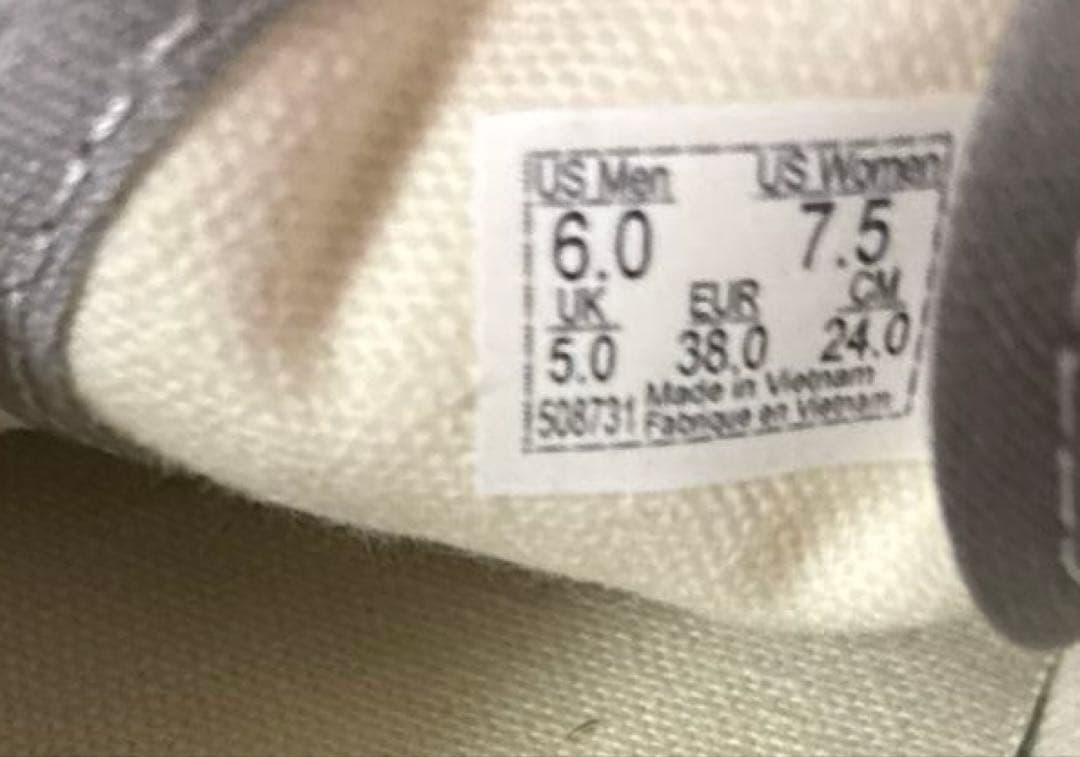 US Men US Women
6.0 7.5
UK EUR CM
5.0 38.0 24.0
508731 Made in Vietnam
Fabrique en Vietnam